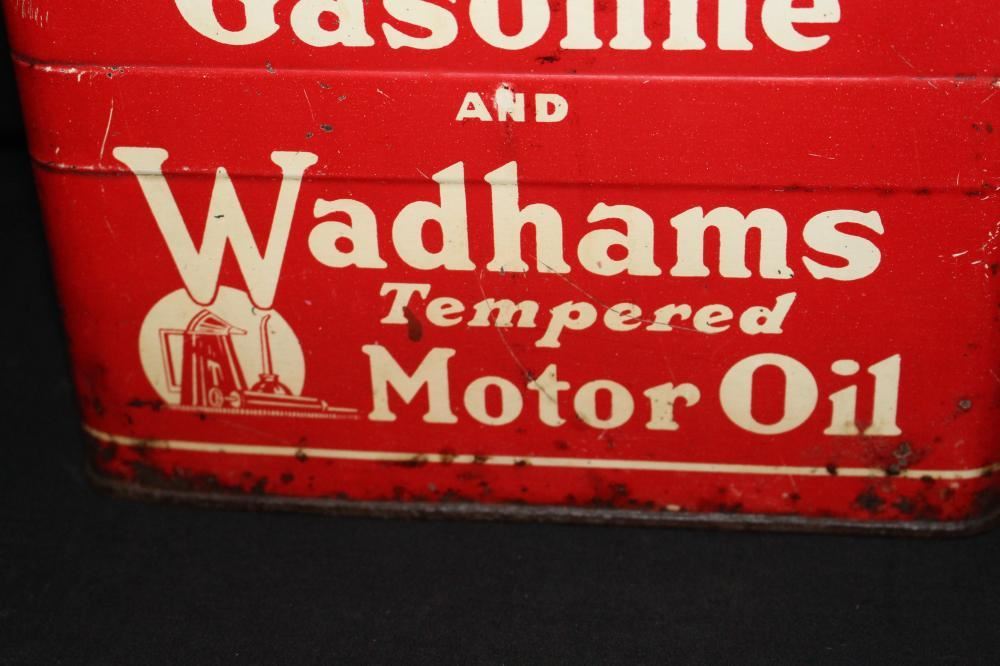 Gasoline
AND
Wadhams
Tempered
Motor Oil